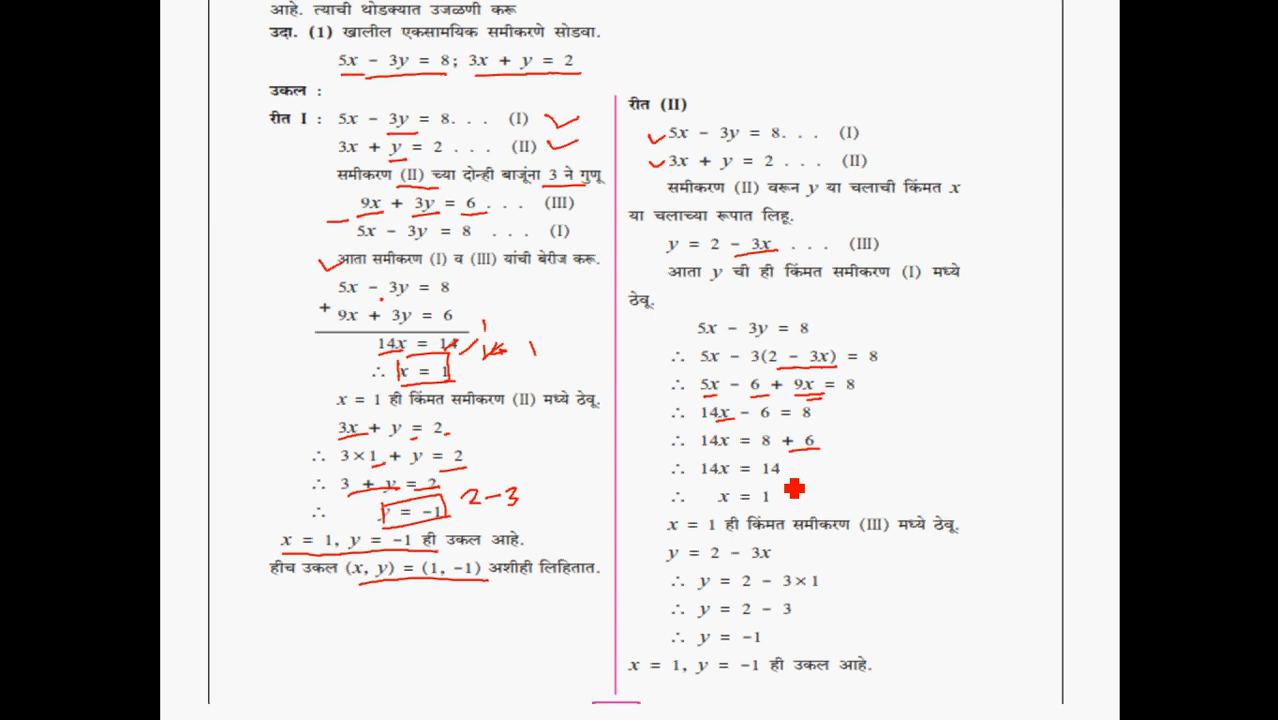 आहे. त्याची थोडक्यात उजळणी करू
उदा. (1) खालील एकसामयिक समीकरणे सोडवा.
5x − 3y = 8; 3x + y = 2
उकल :
रीत I : 5x − 3y = 8. . . (I)
3x + y = 2 . . . (II)
समीकरण (II) च्या दोन्ही बाजूंना 3 ने गुणू
9x + 3y = 6 . . . (III)
5x − 3y = 8 . . . (I)
आता समीकरण (I) व (III) यांची बेरीज करू.
5x − 3y = 8
+ 9x + 3y = 6
14x = 14
1
1
∴ x = 1
x = 1 ही किंमत समीकरण (II) मध्ये ठेवू.
3x + y = 2
∴ 3×1 + y = 2
∴ 3 + y = 2
2-3
∴ y = −1
x = 1, y = −1 ही उकल आहे.
हीच उकल (x, y) = (1, −1) अशीही लिहितात.
रीत (II)
5x − 3y = 8. . . (I)
3x + y = 2 . . . (II)
समीकरण (II) वरून y या चलाची किंमत x
या चलाच्या रूपात लिहू.
y = 2 − 3x . . . (III)
आता y ची ही किंमत समीकरण (I) मध्ये
ठेवू.
5x − 3y = 8
∴ 5x − 3(2 − 3x) = 8
∴ 5x − 6 + 9x = 8
∴ 14x − 6 = 8
∴ 14x = 8 + 6
∴ 14x = 14
∴ x = 1
x = 1 ही किंमत समीकरण (III) मध्ये ठेवू.
y = 2 − 3x
∴ y = 2 − 3×1
∴ y = 2 − 3
∴ y = −1
x = 1, y = −1 ही उकल आहे.